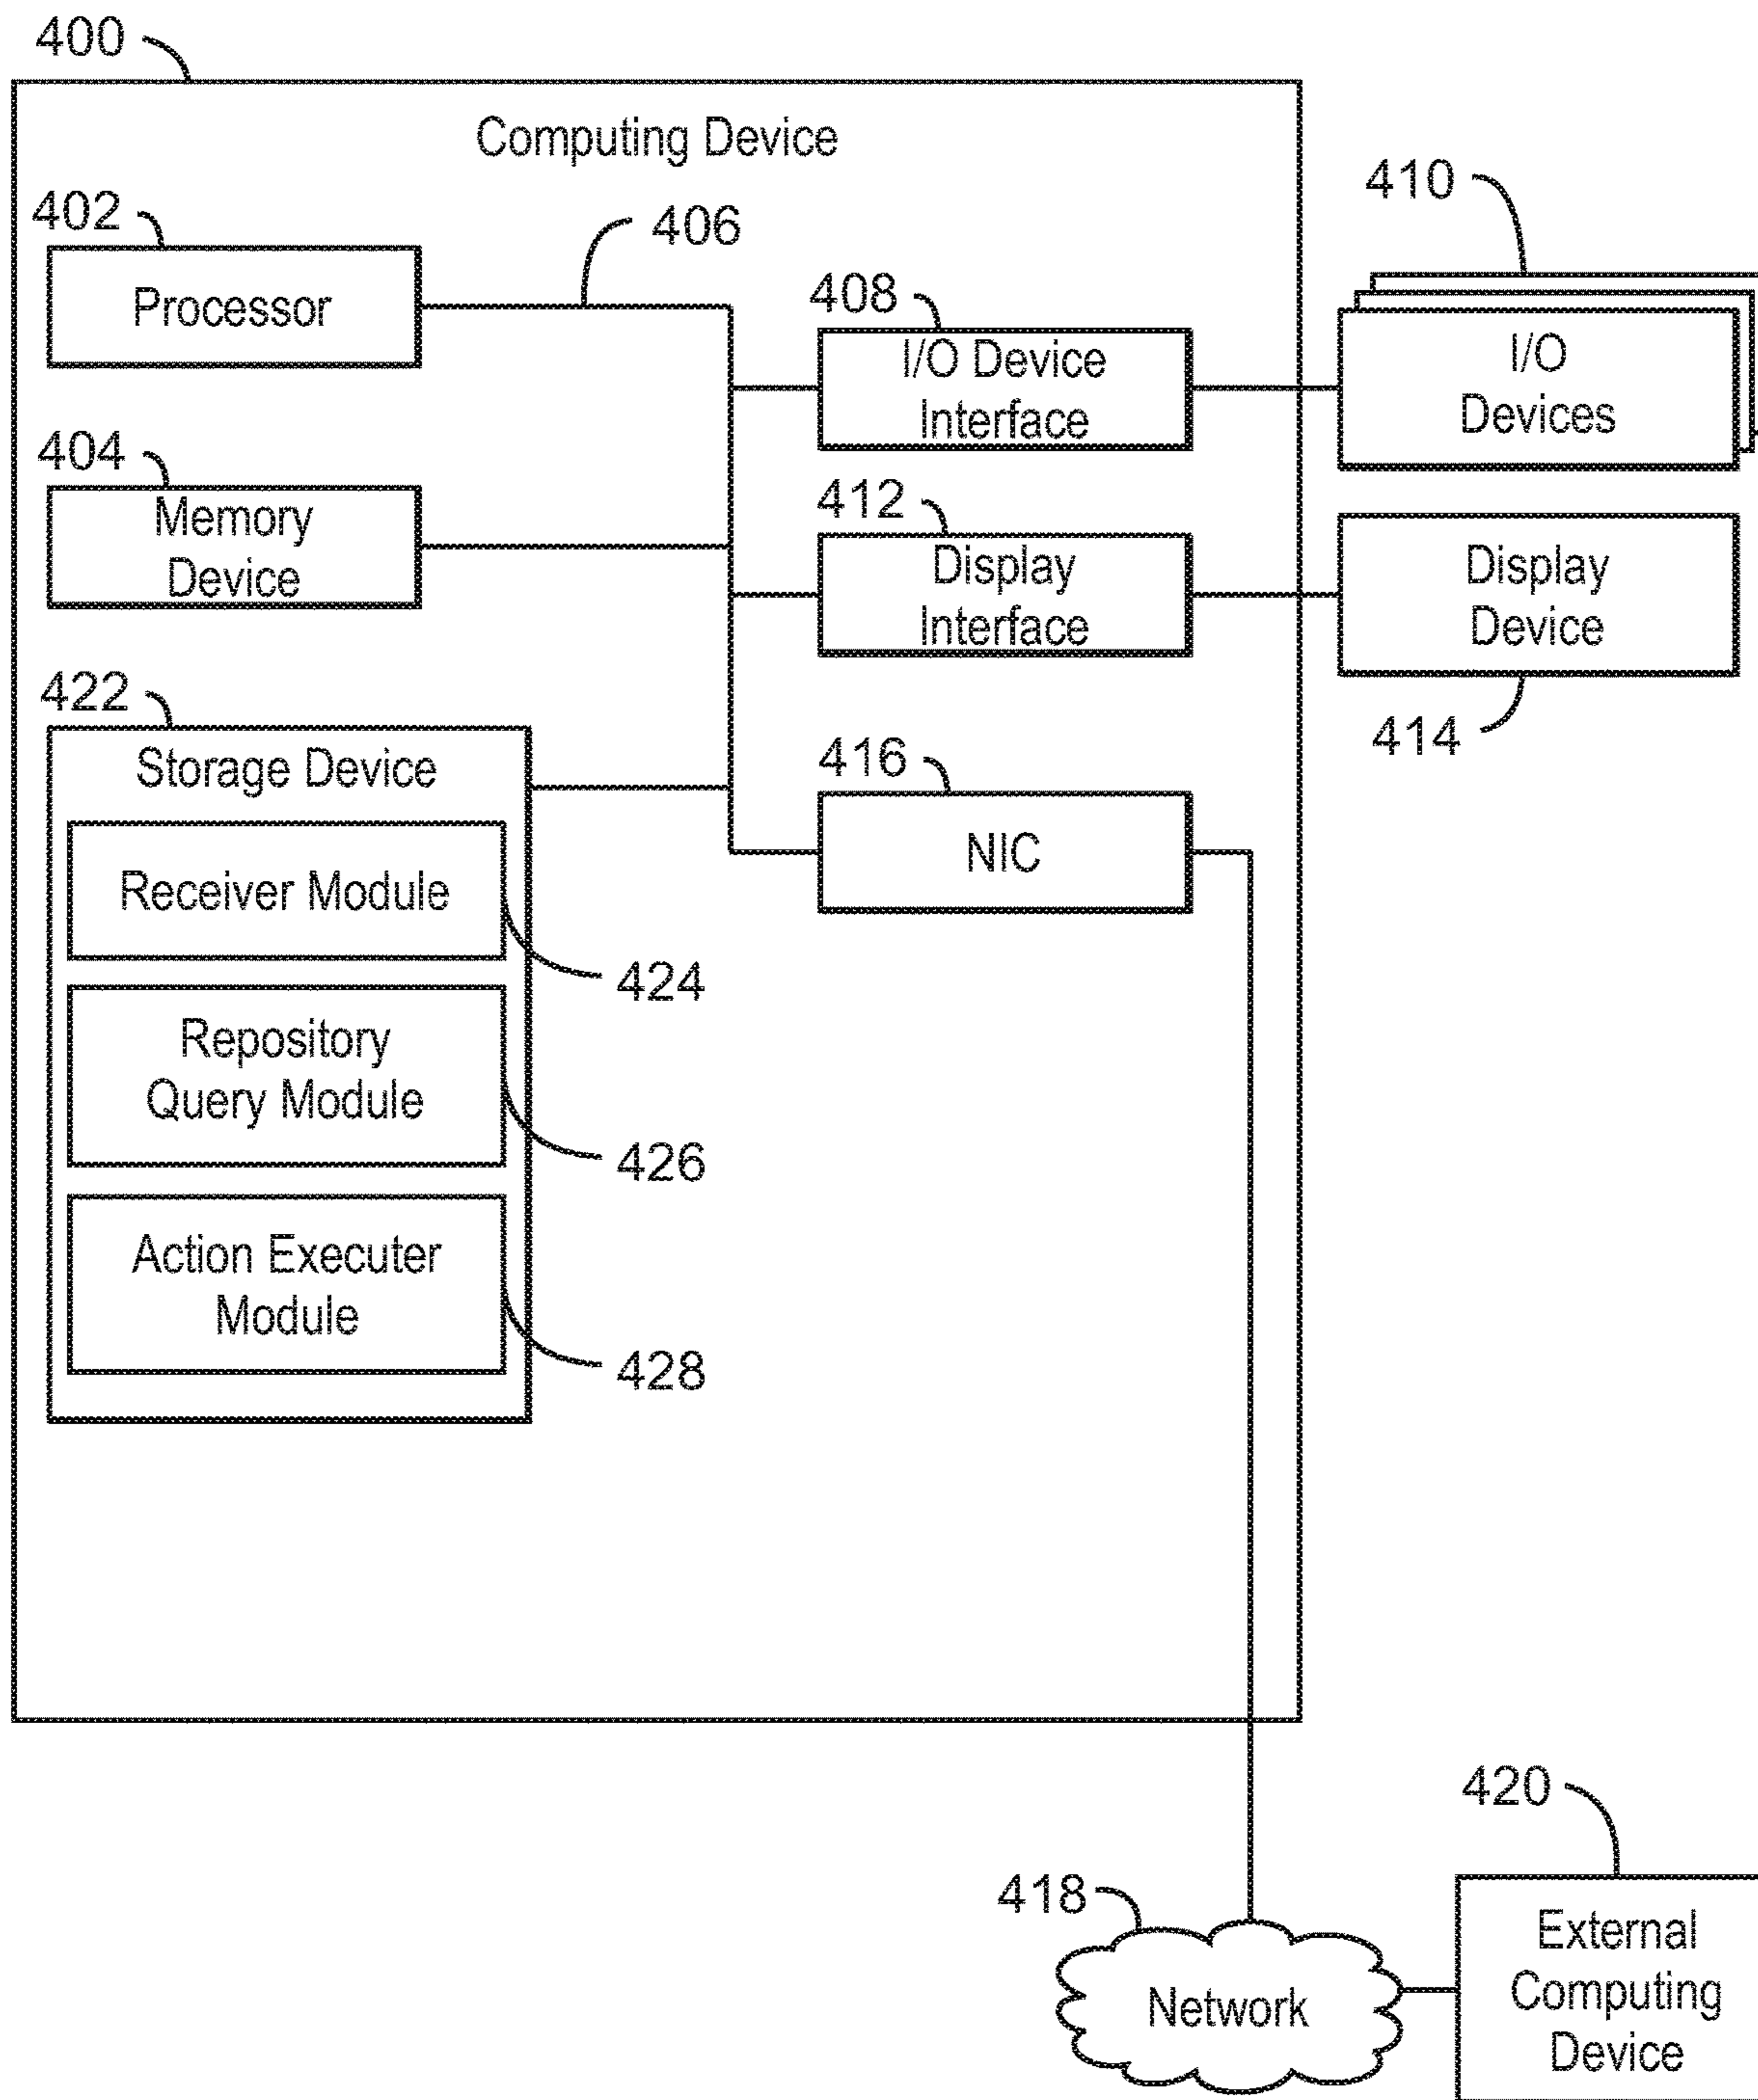 400
Computing Device
402
406
410
Processor
408
I/O Device
Interface
I/O
Devices
404
Memory
Device
412
Display
Interface
Display
Device
414
422
Storage Device
416
NIC
Receiver Module
424
Repository
Query Module
426
Action Executer
Module
428
420
418
Network
External
Computing
Device